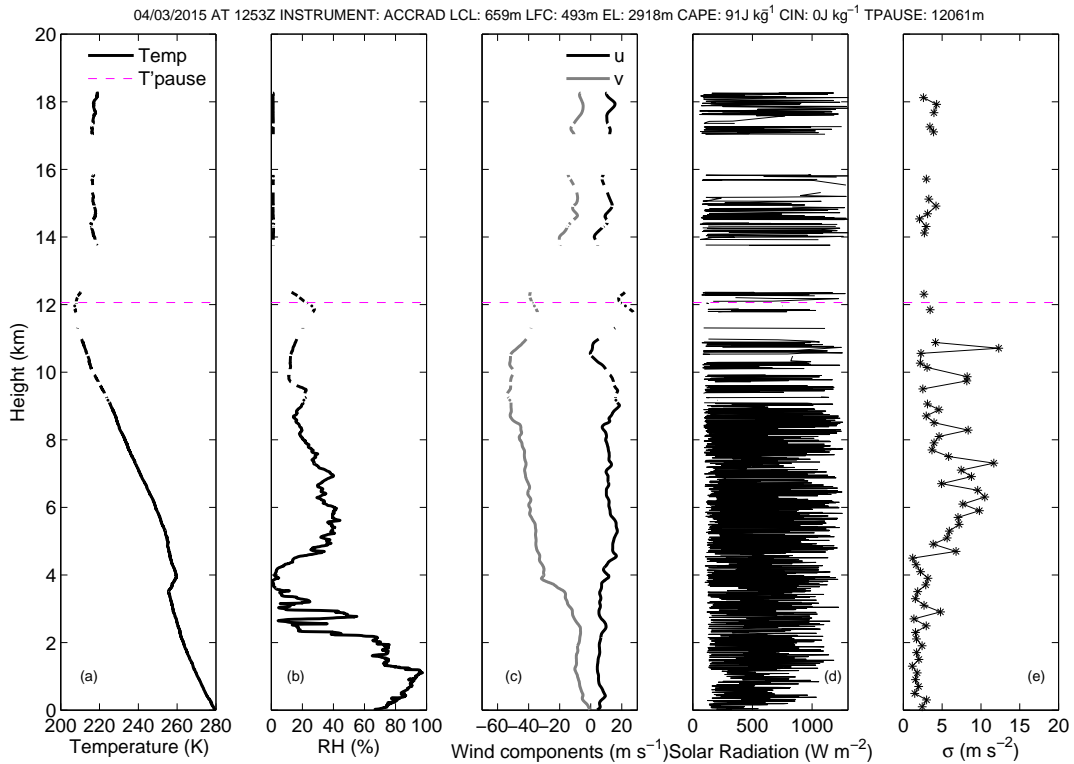 04/03/2015 AT 1253Z INSTRUMENT: ACCRAD LCL: 659m LFC: 493m EL: 2918m CAPE: 91J kg⁻¹ CIN: 0J kg⁻¹ TPAUSE: 12061m
Temp
T'pause
u
v
20
18
16
14
12
10
8
6
4
2
0
Height (km)
(a)
(b)
(c)
(d)
(e)
200 220 240 260 280
0 20 40 60 80 100
−60 −40 −20 0 20
0 500 1000
0 5 10 15 20
Temperature (K)
RH (%)
Wind components (m s⁻¹)
Solar Radiation (W m⁻²)
σ (m s⁻²)